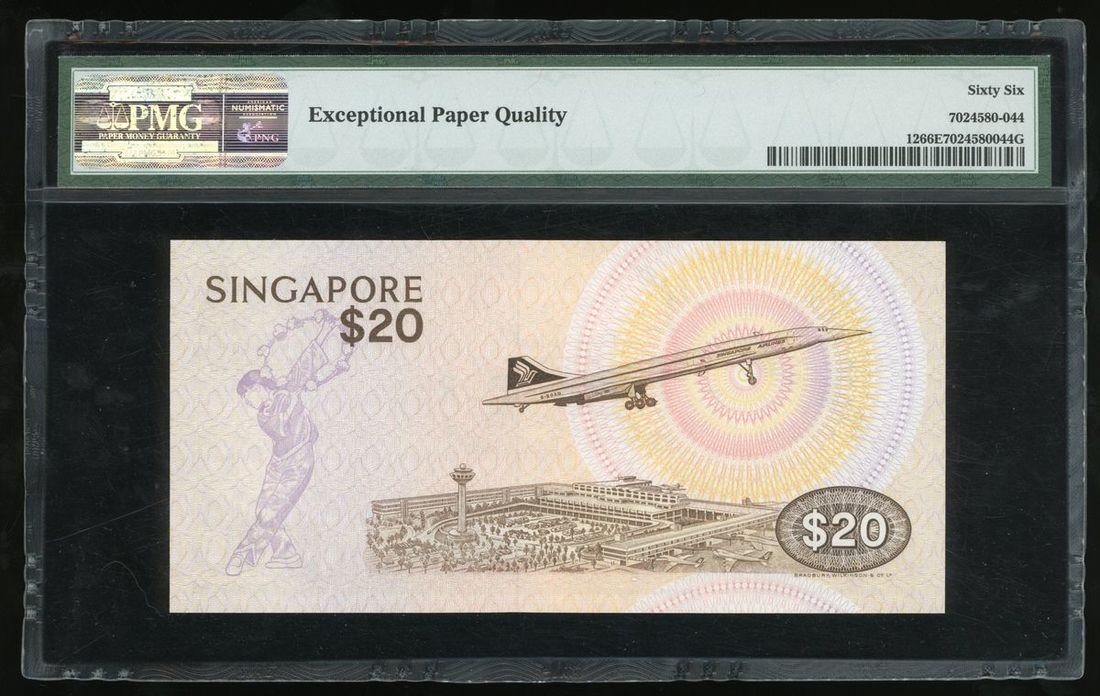 PMG
PAPER MONEY GUARANTY
NUMISMATIC
PNG
Exceptional Paper Quality
Sixty Six
7024580-044
1266E7024580044G
SINGAPORE
$20
SINGAPORE AIRLINES
$20
BRADBURY, WILKINSON & Cº Lᵈ